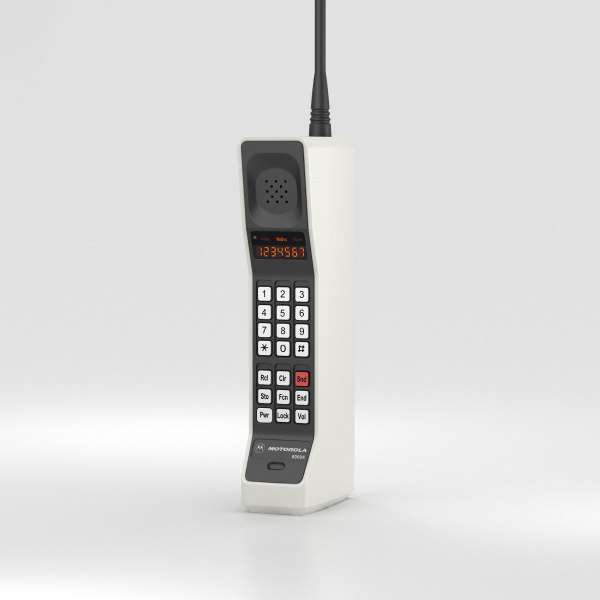 1234567
1 2 3
4 5 6
7 8 9
* 0 #
Rcl Clr Snd
Sto Fcn End
Pwr Lock Vol
MOTOROLA
8000X